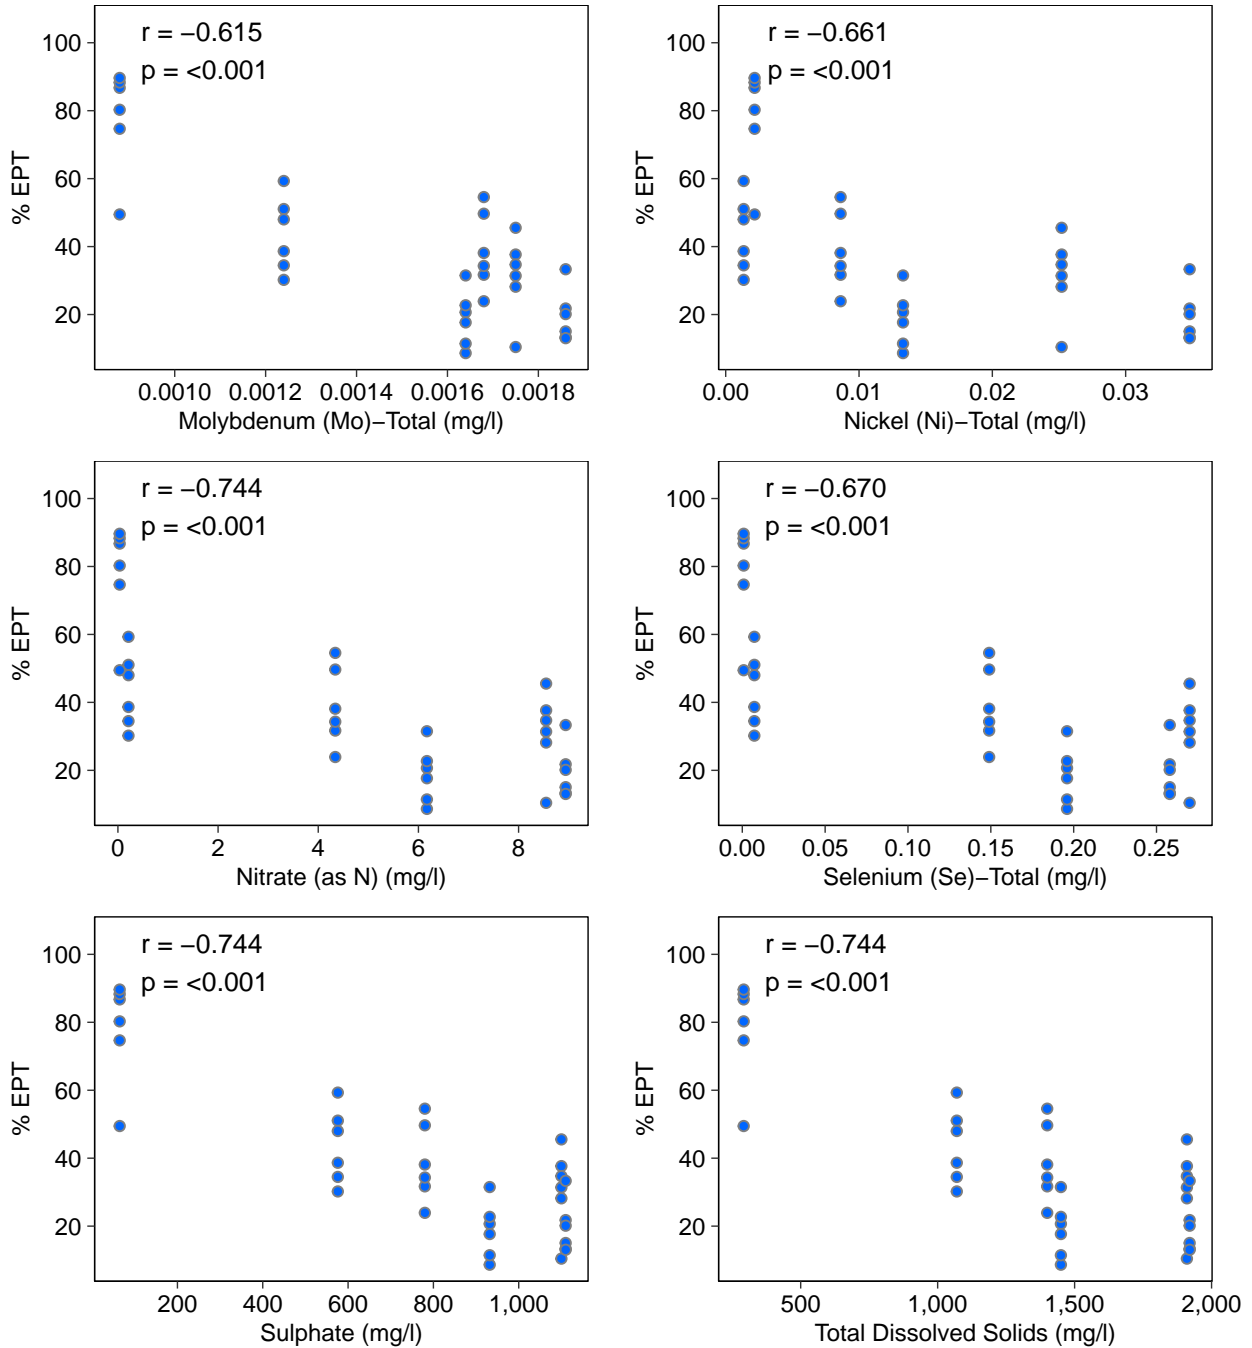 r = −0.615
p = <0.001
100
80
60
40
20
% EPT
0.0010 0.0012 0.0014 0.0016 0.0018
Molybdenum (Mo)−Total (mg/l)
r = −0.661
p = <0.001
100
80
60
40
20
% EPT
0.00 0.01 0.02 0.03
Nickel (Ni)−Total (mg/l)
r = −0.744
p = <0.001
100
80
60
40
20
% EPT
0 2 4 6 8
Nitrate (as N) (mg/l)
r = −0.670
p = <0.001
100
80
60
40
20
% EPT
0.00 0.05 0.10 0.15 0.20 0.25
Selenium (Se)−Total (mg/l)
r = −0.744
p = <0.001
100
80
60
40
20
% EPT
200 400 600 800 1,000
Sulphate (mg/l)
r = −0.744
p = <0.001
100
80
60
40
20
% EPT
500 1,000 1,500 2,000
Total Dissolved Solids (mg/l)